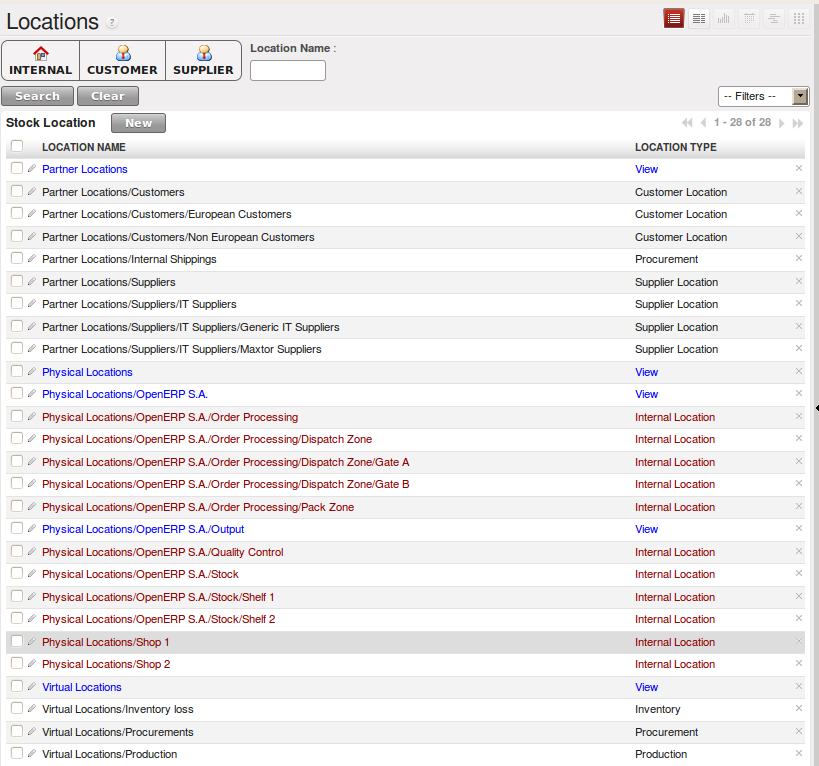 Locations ?
INTERNAL CUSTOMER SUPPLIER
Location Name :
Search Clear
-- Filters --
Stock Location New 1 - 28 of 28
LOCATION NAME LOCATION TYPE
Partner Locations View
Partner Locations/Customers Customer Location
Partner Locations/Customers/European Customers Customer Location
Partner Locations/Customers/Non European Customers Customer Location
Partner Locations/Internal Shippings Procurement
Partner Locations/Suppliers Supplier Location
Partner Locations/Suppliers/IT Suppliers Supplier Location
Partner Locations/Suppliers/IT Suppliers/Generic IT Suppliers Supplier Location
Partner Locations/Suppliers/IT Suppliers/Maxtor Suppliers Supplier Location
Physical Locations View
Physical Locations/OpenERP S.A. View
Physical Locations/OpenERP S.A./Order Processing Internal Location
Physical Locations/OpenERP S.A./Order Processing/Dispatch Zone Internal Location
Physical Locations/OpenERP S.A./Order Processing/Dispatch Zone/Gate A Internal Location
Physical Locations/OpenERP S.A./Order Processing/Dispatch Zone/Gate B Internal Location
Physical Locations/OpenERP S.A./Order Processing/Pack Zone Internal Location
Physical Locations/OpenERP S.A./Output View
Physical Locations/OpenERP S.A./Quality Control Internal Location
Physical Locations/OpenERP S.A./Stock Internal Location
Physical Locations/OpenERP S.A./Stock/Shelf 1 Internal Location
Physical Locations/OpenERP S.A./Stock/Shelf 2 Internal Location
Physical Locations/Shop 1 Internal Location
Physical Locations/Shop 2 Internal Location
Virtual Locations View
Virtual Locations/Inventory loss Inventory
Virtual Locations/Procurements Procurement
Virtual Locations/Production Production